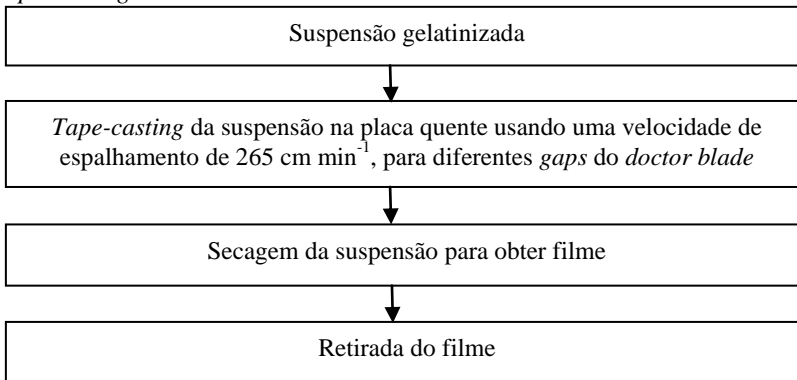 Suspensão gelatinizada
Tape-casting da suspensão na placa quente usando uma velocidade de
espalhamento de 265 cm min-1, para diferentes gaps do doctor blade
Secagem da suspensão para obter filme
Retirada do filme